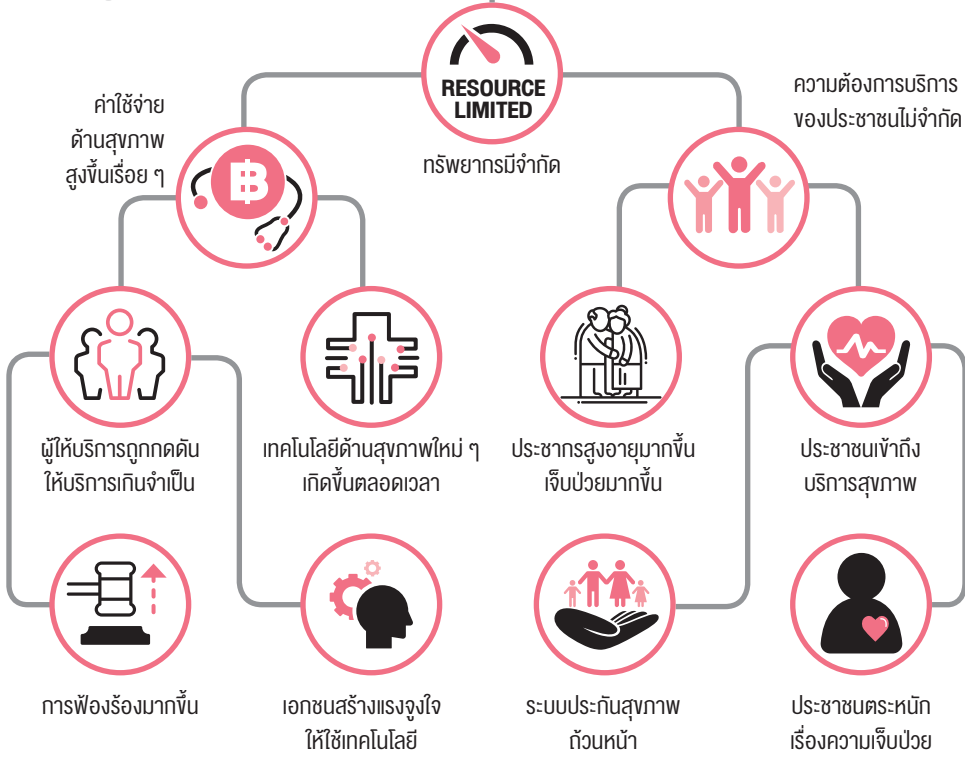 RESOURCE
LIMITED
ทรัพยากรมีจำกัด
ค่าใช้จ่าย
ด้านสุขภาพ
สูงขึ้นเรื่อย ๆ
ความต้องการบริการ
ของประชาชนไม่จำกัด
ผู้ให้บริการถูกกดดัน
ให้บริการเกินจำเป็น
เทคโนโลยีด้านสุขภาพใหม่ ๆ
เกิดขึ้นตลอดเวลา
ประชากรสูงอายุมากขึ้น
เจ็บป่วยมากขึ้น
ประชาชนเข้าถึง
บริการสุขภาพ
การฟ้องร้องมากขึ้น
เอกชนสร้างแรงจูงใจ
ให้ใช้เทคโนโลยี
ระบบประกันสุขภาพ
ถ้วนหน้า
ประชาชนตระหนัก
เรื่องความเจ็บป่วย